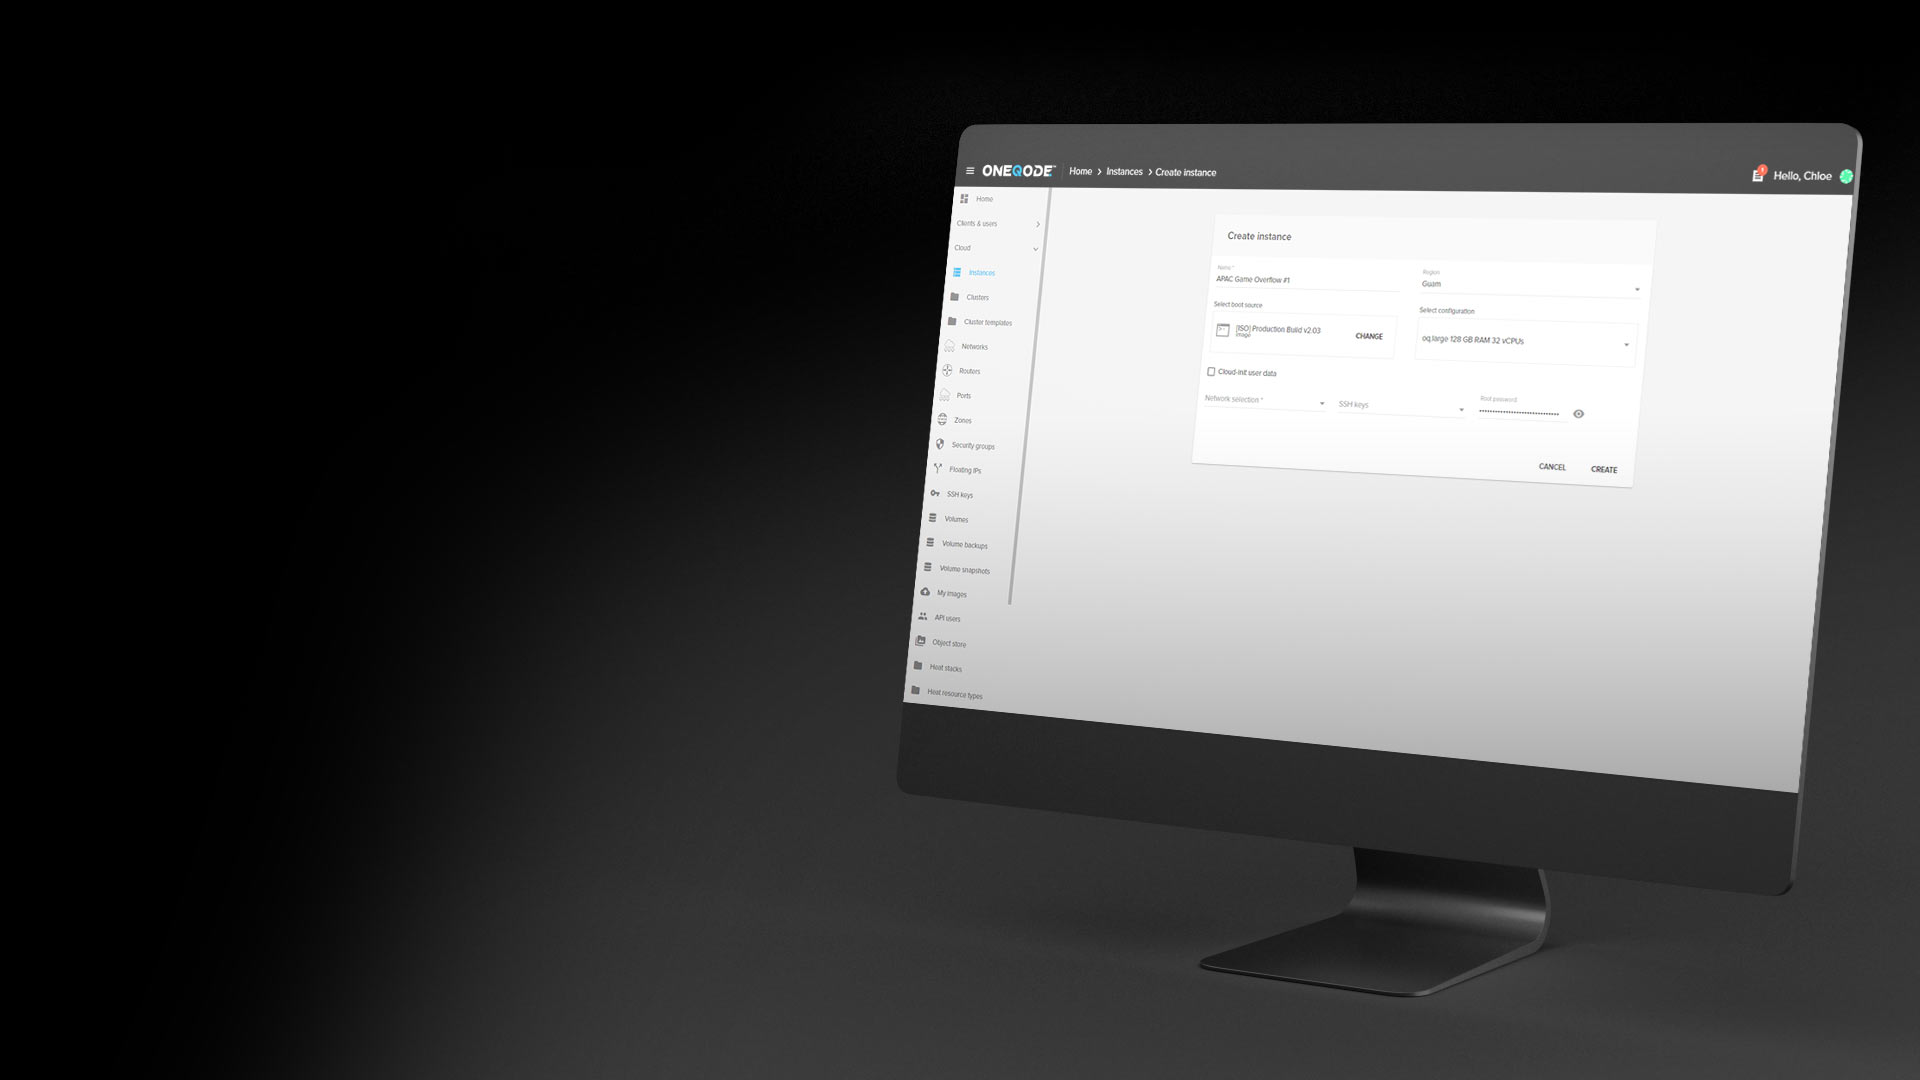 ONEQODE™ Home > Instances > Create instance
1
Hello, Chloe
Home
Clients & users
Cloud
Instances
Clusters
Cluster templates
Networks
Routers
Ports
Zones
Security groups
Floating IPs
SSH keys
Volumes
Volume backups
Volume snapshots
My images
API users
Object store
Heat stacks
Heat resource types
Create instance
Name *
APAC Game Overflow #1
Region
Guam
Select boot source
[ISO] Production Build v2.03
Image
CHANGE
Select configuration
oq.large 128 GB RAM 32 vCPUs
Cloud-init user data
Network selection *
SSH keys
Root password
CANCEL
CREATE